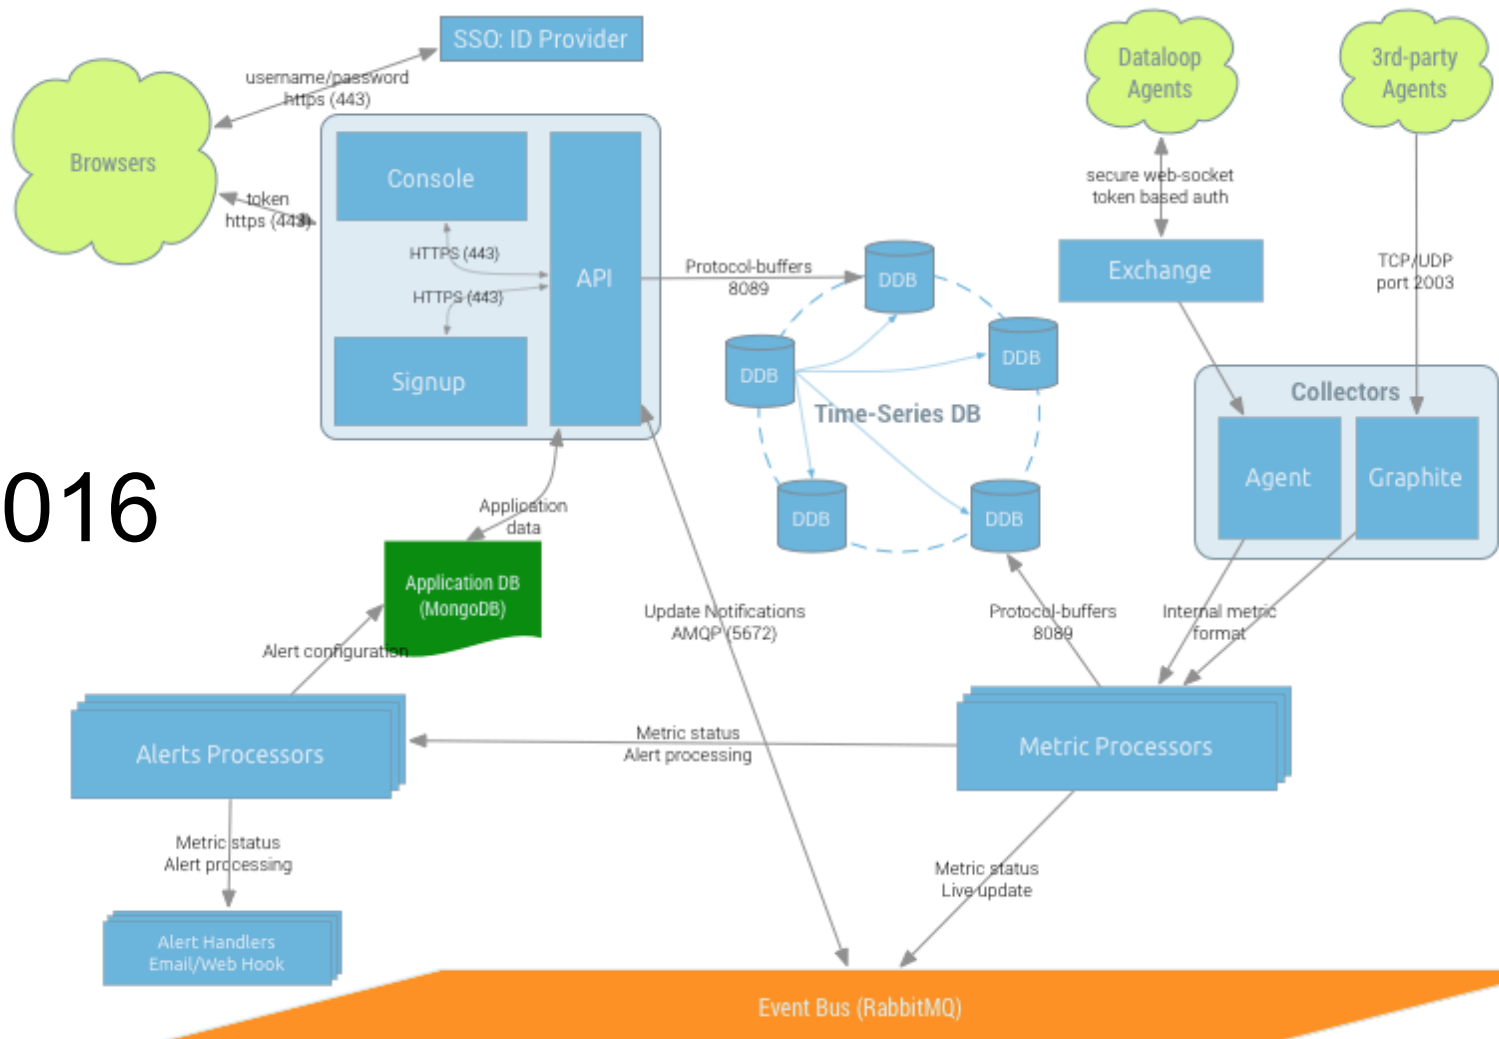 SSO: ID Provider
username/password
https (443)
Browsers
token
https (443)
Console
HTTPS (443)
API
HTTPS (443)
Signup
Protocol-buffers
8089
DDB
DDB
DDB
DDB
DDB
Time-Series DB
Dataloop
Agents
3rd-party
Agents
secure web-socket
token based auth
Exchange
TCP/UDP
port 2003
Collectors
Agent
Graphite
016
Application
data
Application DB
(MongoDB)
Alert configuration
Update Notifications
AMQP (5672)
Protocol-buffers
8089
Internal metric
format
Alerts Processors
Metric status
Alert processing
Metric Processors
Metric status
Alert processing
Metric status
Live update
Alert Handlers
Email/Web Hook
Event Bus (RabbitMQ)